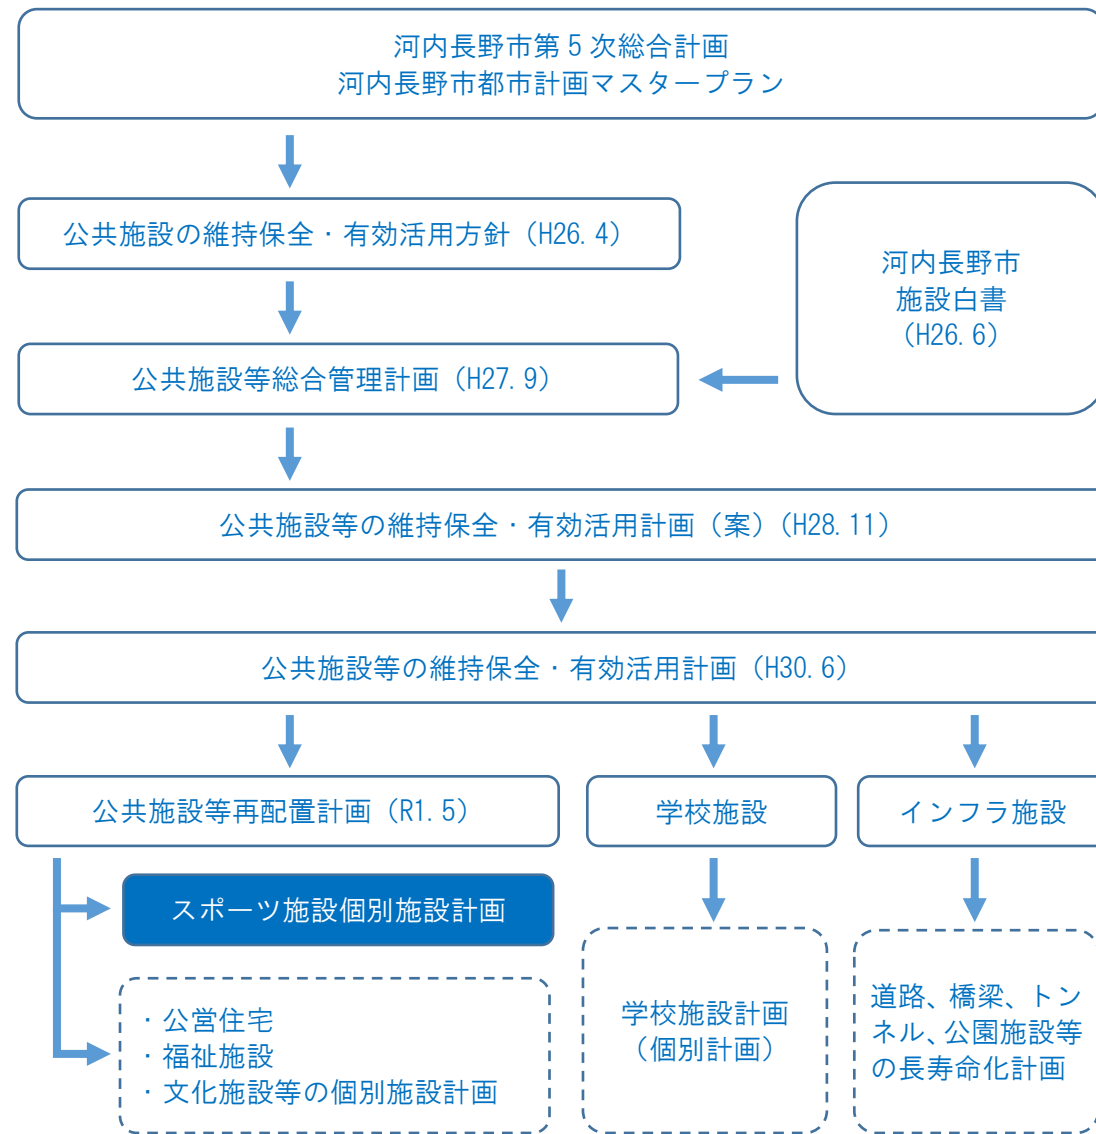 河内長野市第5次総合計画
河内長野市都市計画マスタープラン
公共施設の維持保全・有効活用方針（H26.4）
河内長野市
施設白書
（H26.6）
公共施設等総合管理計画（H27.9）
公共施設等の維持保全・有効活用計画（案）（H28.11）
公共施設等の維持保全・有効活用計画（H30.6）
公共施設等再配置計画（R1.5）
学校施設
インフラ施設
スポーツ施設個別施設計画
・公営住宅
・福祉施設
・文化施設等の個別施設計画
学校施設計画
（個別計画）
道路、橋梁、トン
ネル、公園施設等
の長寿命化計画